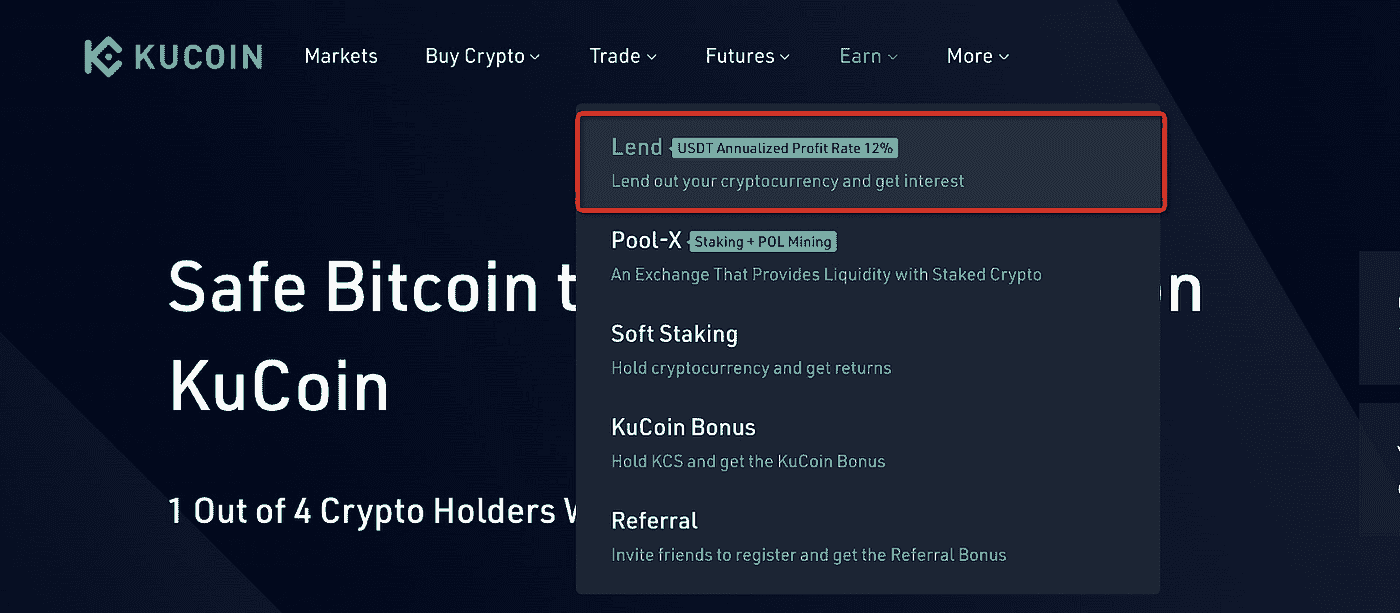 KUCOIN Markets Buy Crypto Trade Futures Earn More
Lend USDT Annualized Profit Rate 12%
Lend out your cryptocurrency and get interest
Pool-X Staking + POL Mining
An Exchange That Provides Liquidity with Staked Crypto
Safe Bitcoin
Soft Staking
Hold cryptocurrency and get returns
KuCoin
KuCoin Bonus
Hold KCS and get the KuCoin Bonus
1 Out of 4 Crypto Holders
Referral
Invite friends to register and get the Referral Bonus